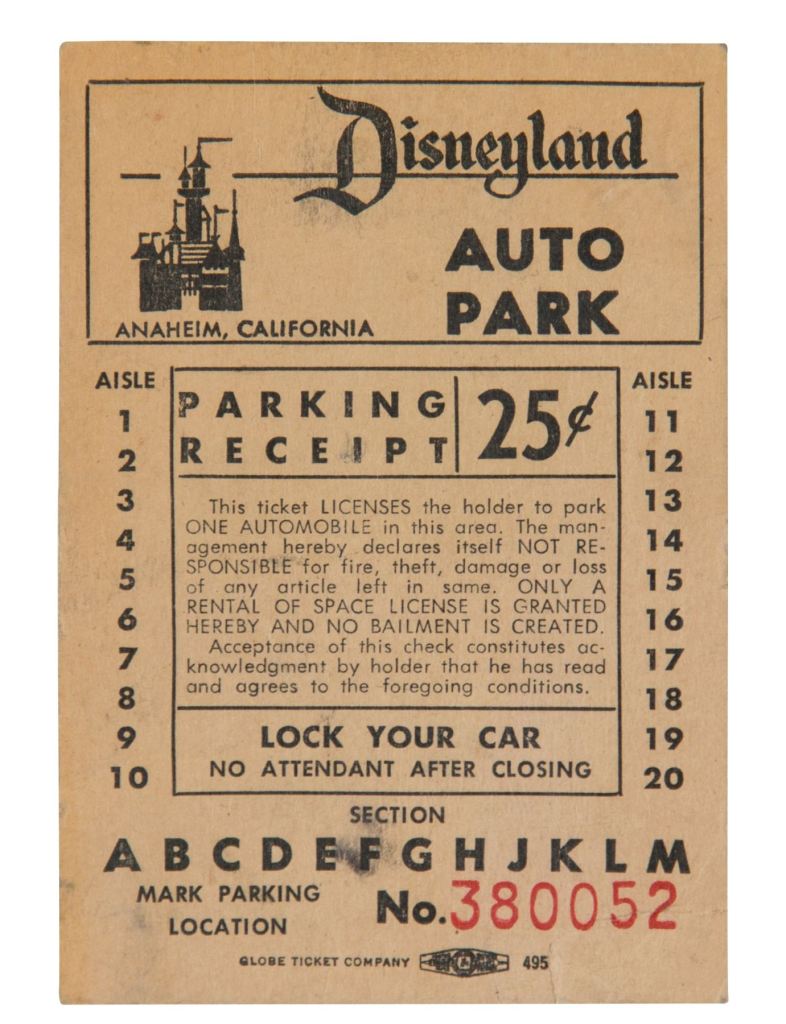 Disneyland
AUTO
PARK
ANAHEIM, CALIFORNIA
AISLE
1
2
3
4
5
6
7
8
9
10
PARKING
RECEIPT
25¢
This ticket LICENSES the holder to park
ONE AUTOMOBILE in this area. The man-
agement hereby declares itself NOT RE-
SPONSIBLE for fire, theft, damage or loss
of any article left in same. ONLY A
RENTAL OF SPACE LICENSE IS GRANTED
HEREBY AND NO BAILMENT IS CREATED.
Acceptance of this check constitutes ac-
knowledgment by holder that he has read
and agrees to the foregoing conditions.
LOCK YOUR CAR
NO ATTENDANT AFTER CLOSING
AISLE
11
12
13
14
15
16
17
18
19
20
SECTION
A B C D E F G H J K L M
MARK PARKING
LOCATION
No. 380052
GLOBE TICKET COMPANY 495